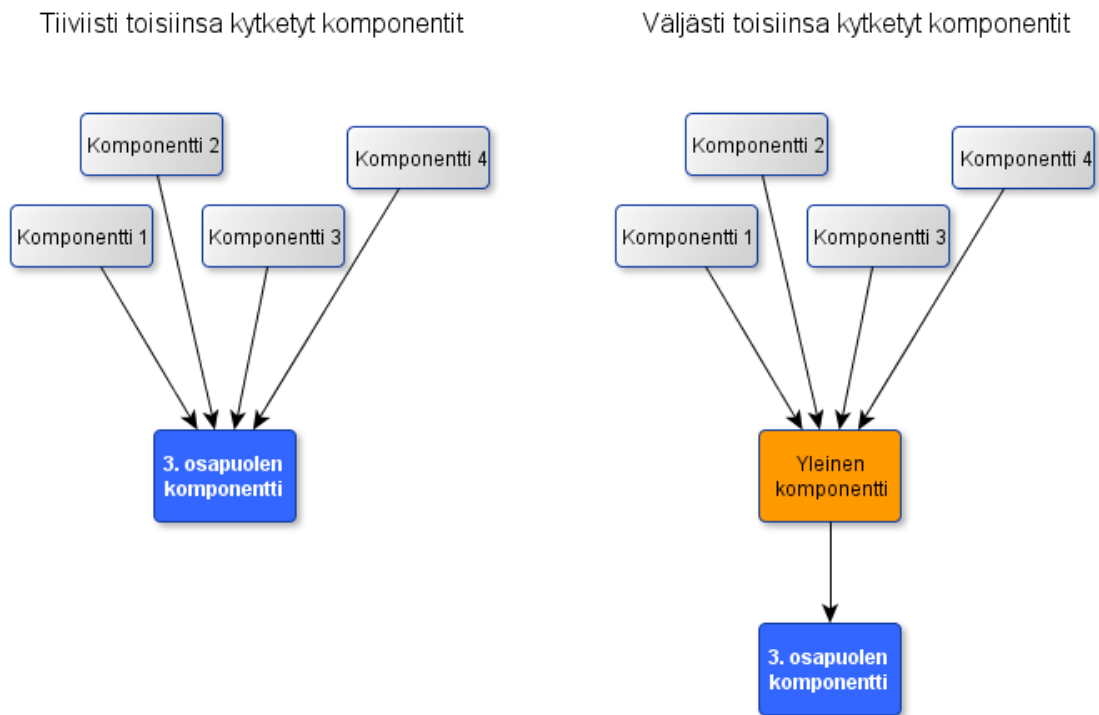 Tiiviisti toisiinsa kytketyt komponentit
Komponentti 2
Komponentti 4
Komponentti 1
Komponentti 3
3. osapuolen
komponentti
Väljästi toisiinsa kytketyt komponentit
Komponentti 2
Komponentti 4
Komponentti 1
Komponentti 3
Yleinen
komponentti
3. osapuolen
komponentti